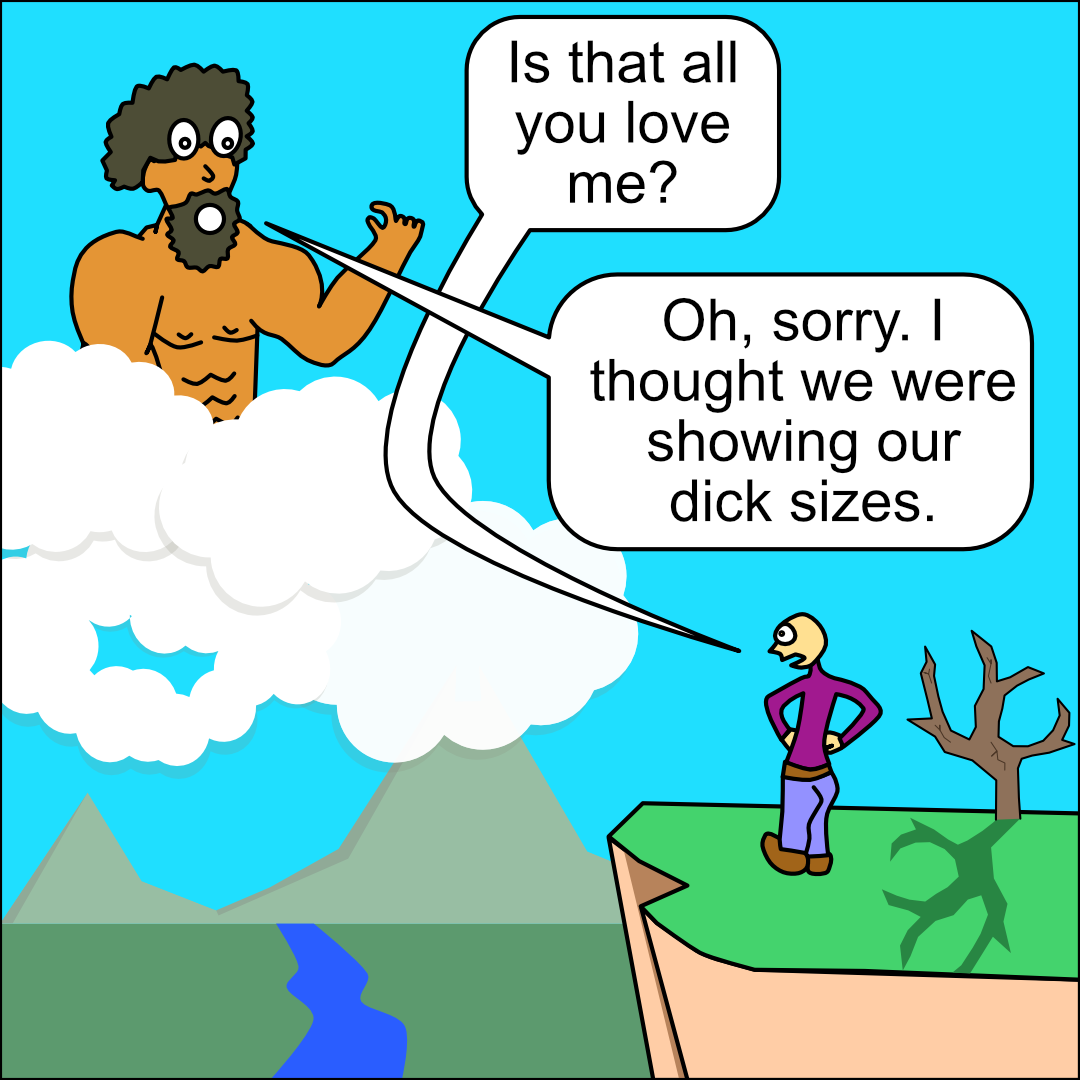 Is that all
you love
me?
Oh, sorry. I
thought we were
showing our
dick sizes.